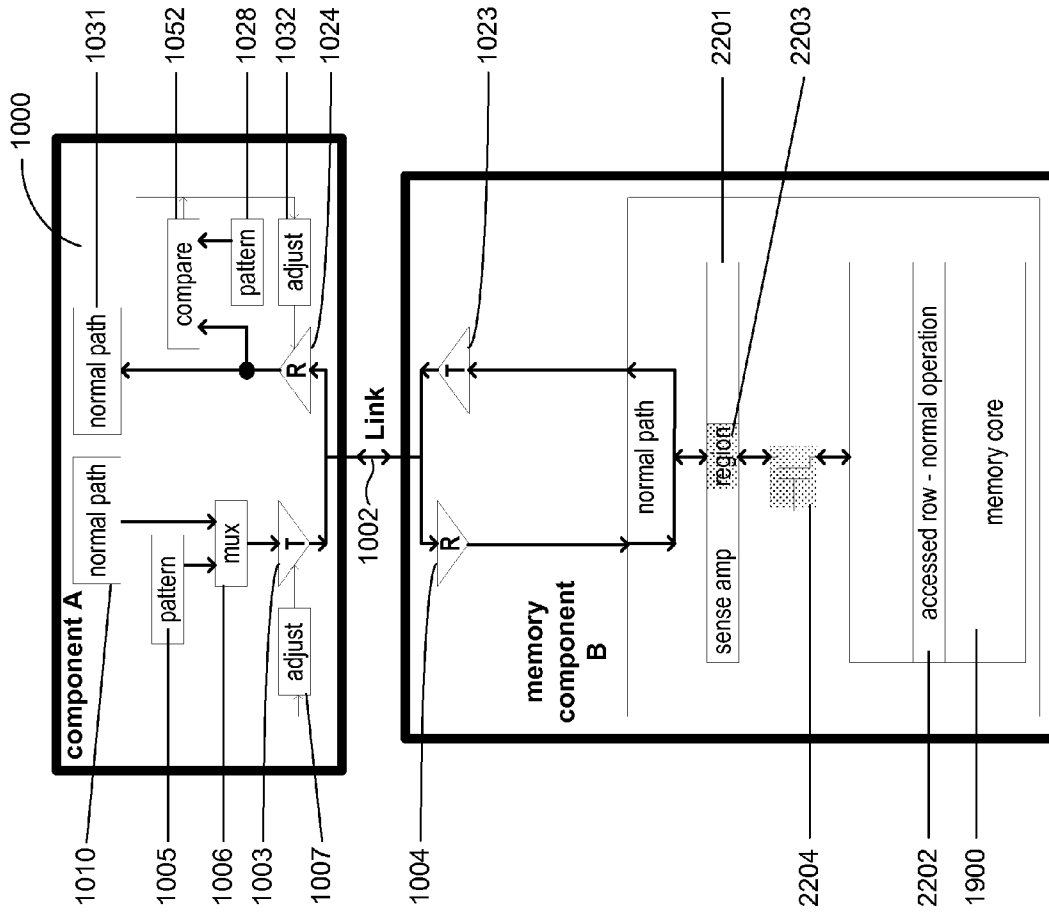 1000
1031
1052
1028
1032
1024
1023
2201
2203
component A
normal path
pattern
mux
T
adjust
normal path
compare
pattern
adjust
R
1002
Link
R
T
memory
component
B
normal path
sense amp
region
accessed row - normal operation
memory core
1010
1005
1006
1003
1007
1004
2204
2202
1900